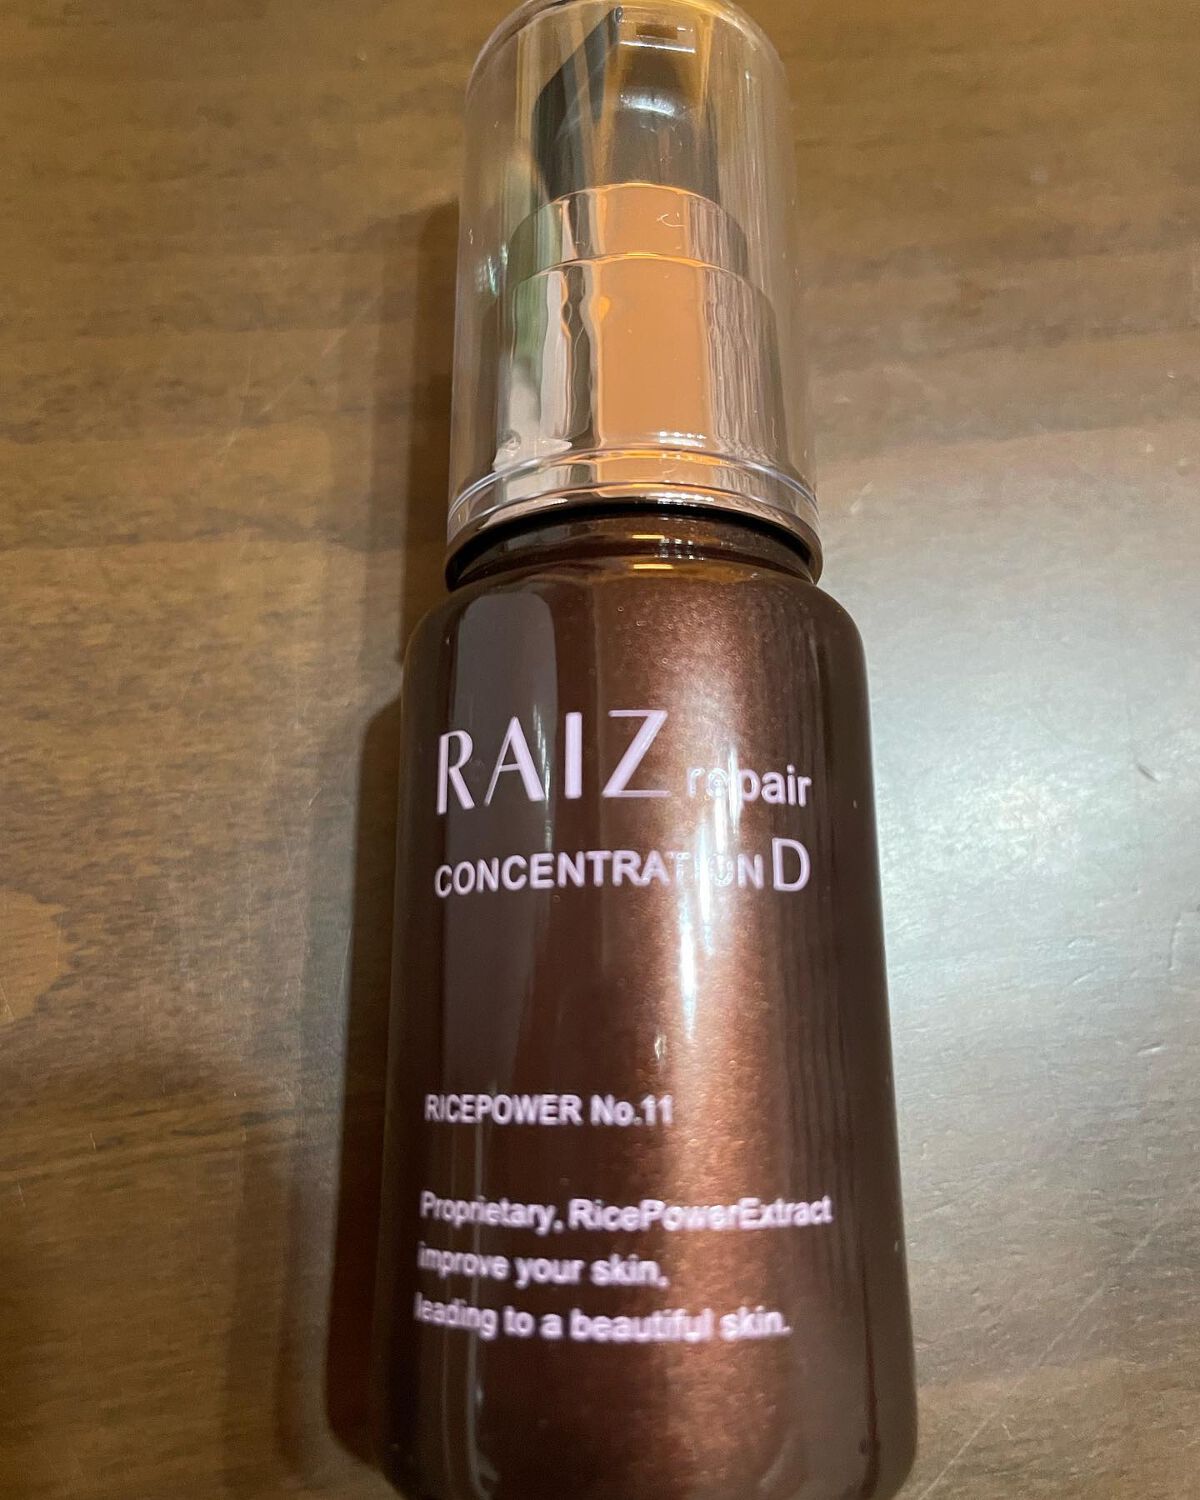 RAIZ repair
CONCENTRATION D
RICEPOWER No.11
Proprietary, RicePowerExtract
improve your skin,
leading to a beautiful skin.